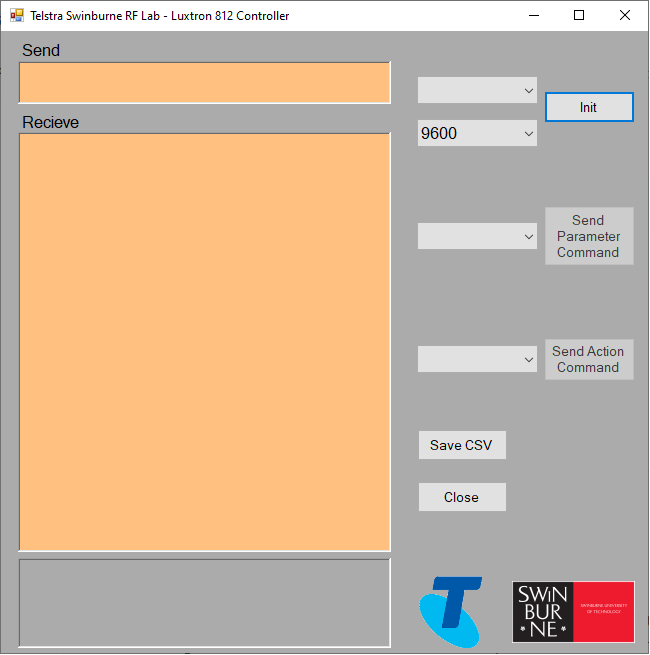 Telstra Swinburne RF Lab - Luxtron 812 Controller
Send
Init
Recieve
9600
Send
Parameter
Command
Send Action
Command
Save CSV
Close
T
SWIN
BUR
* NE *
SWINBURNE UNIVERSITY
OF TECHNOLOGY